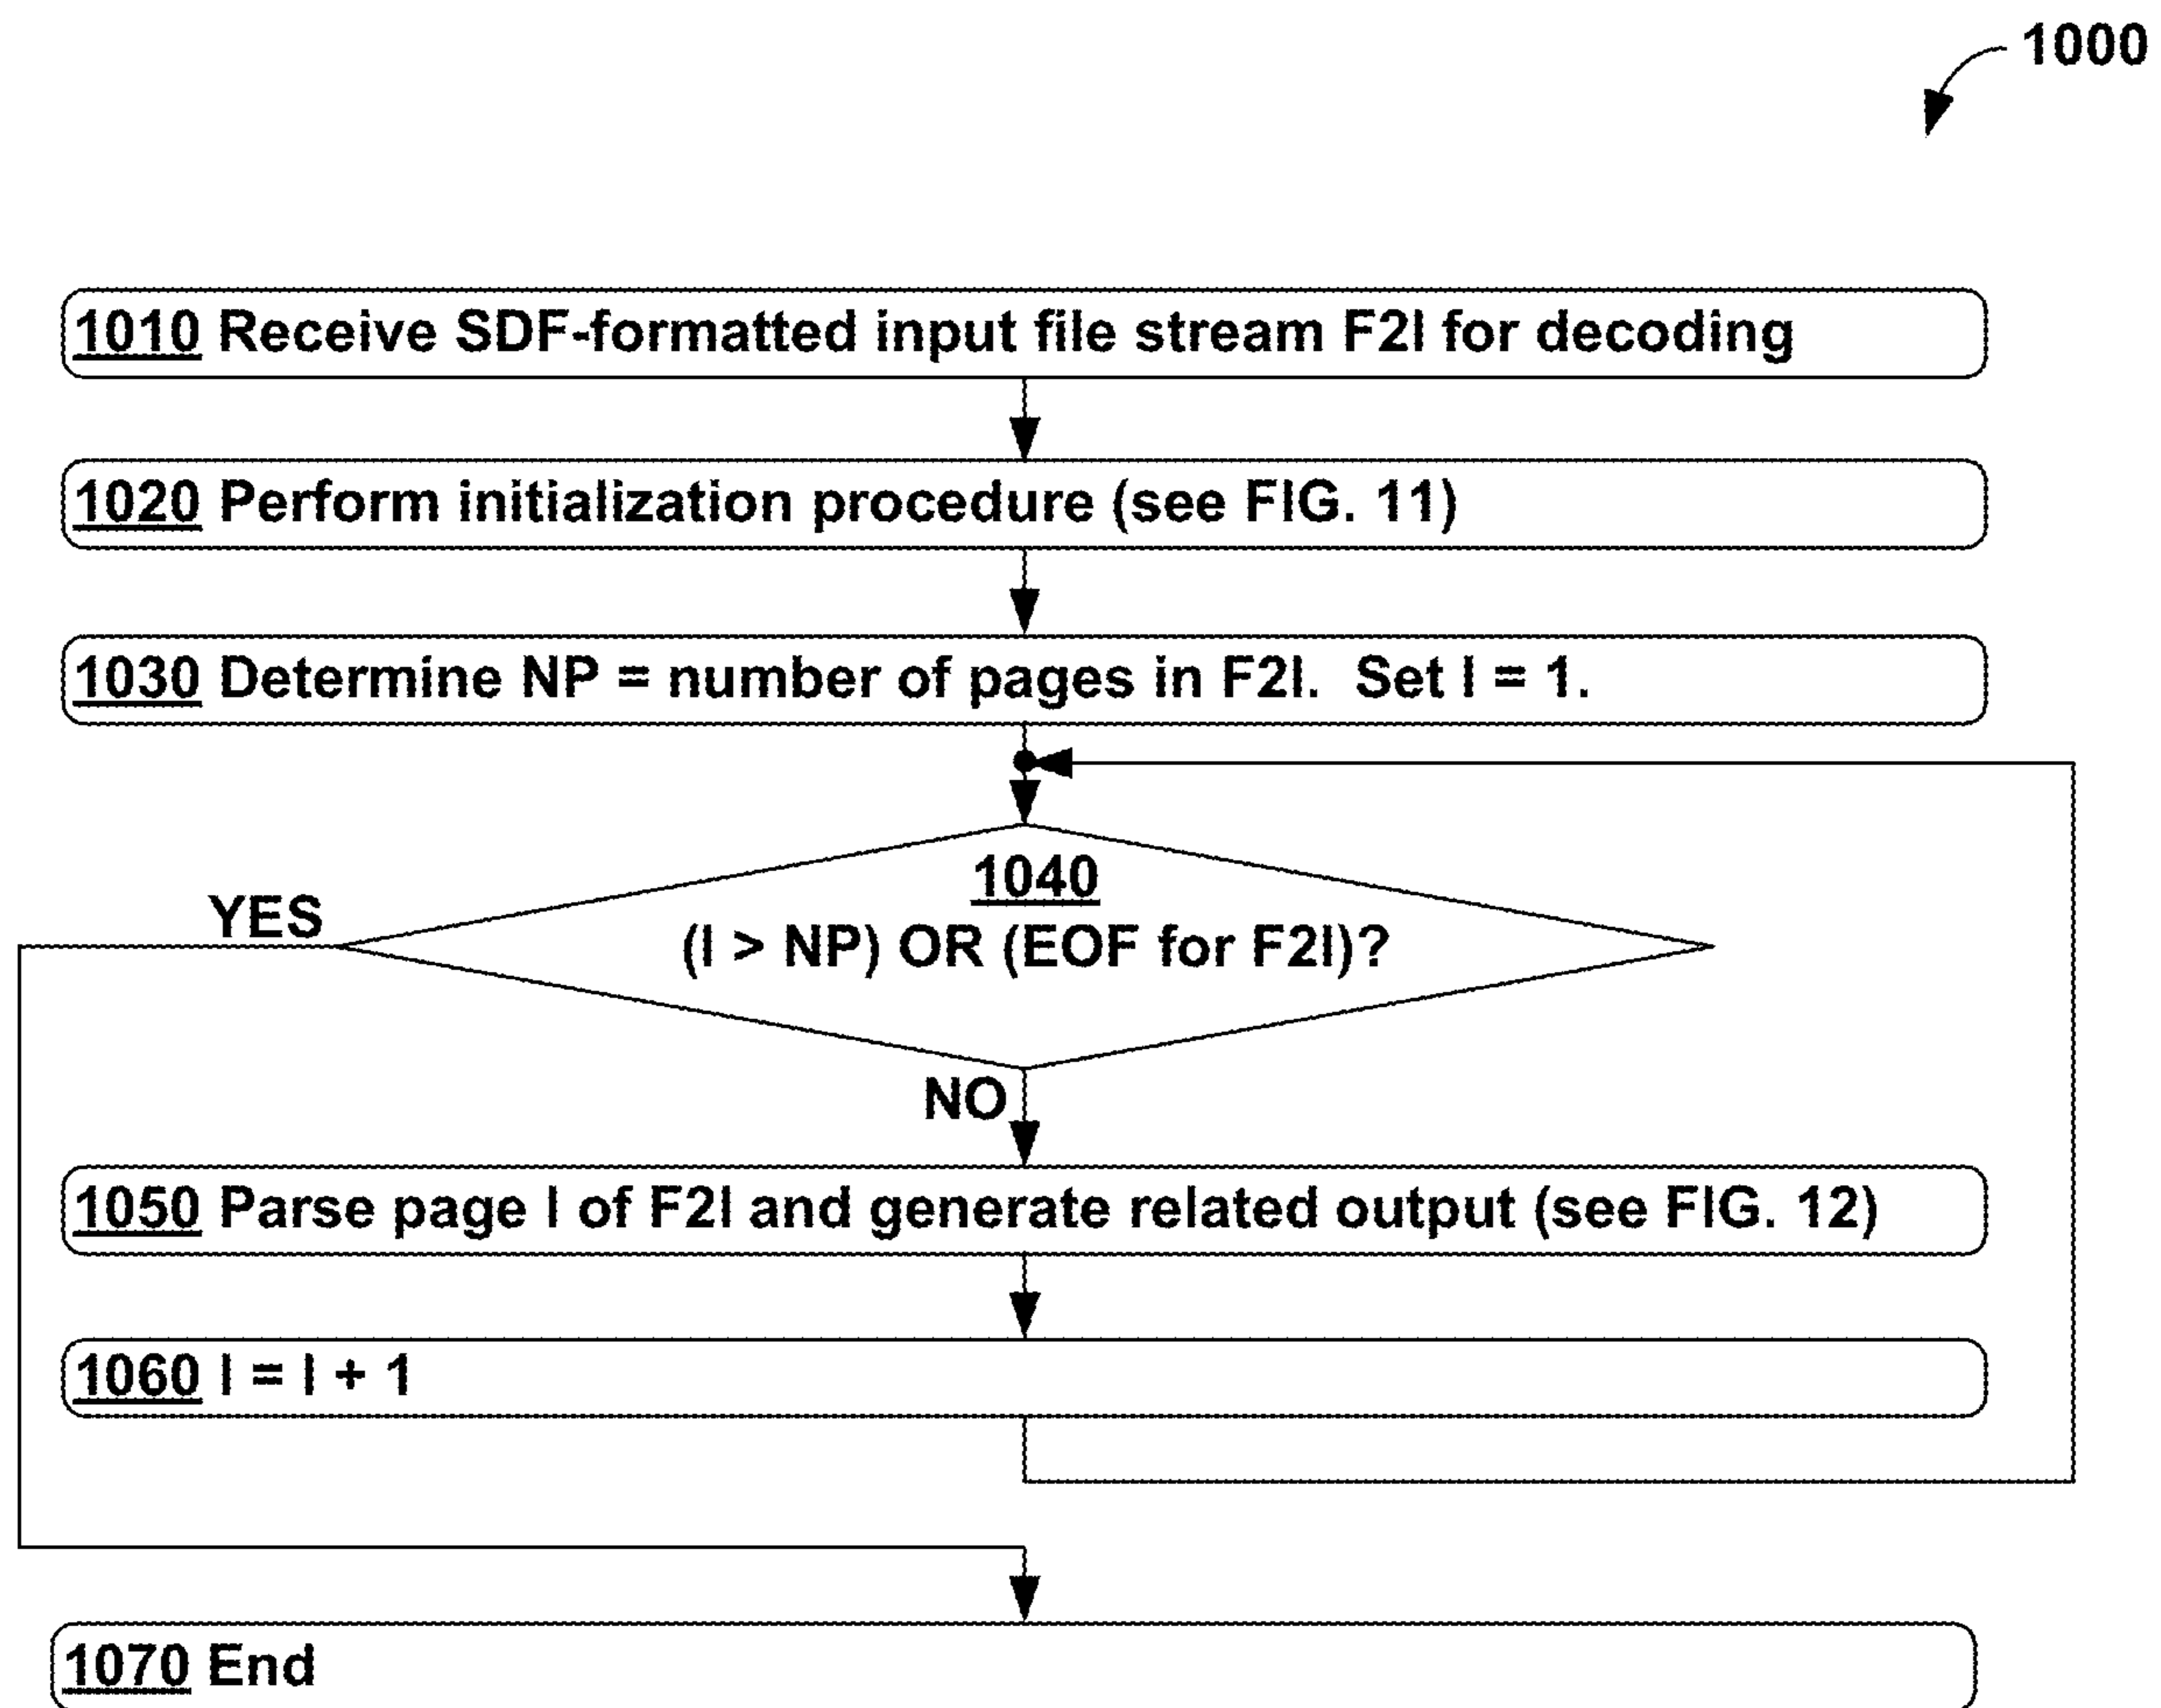 1000
1010 Receive SDF-formatted input file stream F2I for decoding
1020 Perform initialization procedure (see FIG. 11)
1030 Determine NP = number of pages in F2I. Set I = 1.
1040
YES
(I > NP) OR (EOF for F2I)?
NO
1050 Parse page I of F2I and generate related output (see FIG. 12)
1060 I = I + 1
1070 End